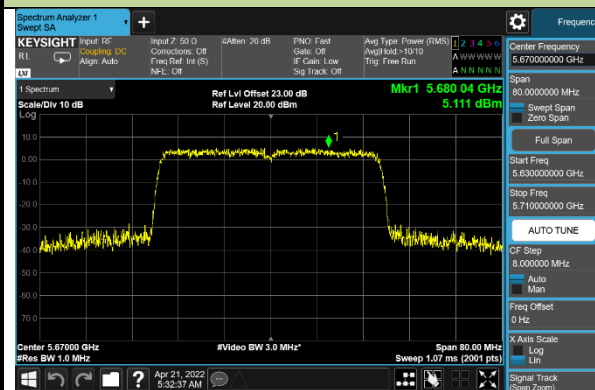 Spectrum Analyzer 1
Swept SA
Frequenc
KEYSIGHT
RL
LXI
Input: RF
Coupling: DC
Align: Auto
Input Z: 50 Ω
Corrections: Off
Freq Ref: Int (S)
NFE: Off
#Atten: 20 dB
PNO: Fast
Gate: Off
IF Gain: Low
Sig Track: Off
Avg Type: Power (RMS)
Avg|Hold:>10/10
Trig: Free Run
1 2 3 4 5 6
A W W W W W
A N N N N N
1 Spectrum
Scale/Div 10 dB
Log
Ref Lvl Offset 23.00 dB
Ref Level 20.00 dBm
Mkr1 5.680 04 GHz
5.111 dBm
1
10.0
0.00
-10.0
-20.0
-30.0
-40.0
-50.0
-60.0
-70.0
Center 5.67000 GHz
#Res BW 1.0 MHz
#Video BW 3.0 MHz*
Span 80.00 MHz
Sweep 1.07 ms (2001 pts)
Center Frequency
5.670000000 GHz
Span
80.0000000 MHz
Swept Span
Zero Span
Full Span
Start Freq
5.630000000 GHz
Stop Freq
5.710000000 GHz
AUTO TUNE
CF Step
8.000000 MHz
Auto
Man
Freq Offset
0 Hz
X Axis Scale
Log
Lin
Signal Track
(Span Zoom)
?
Apr 21, 2022
5:32:37 AM